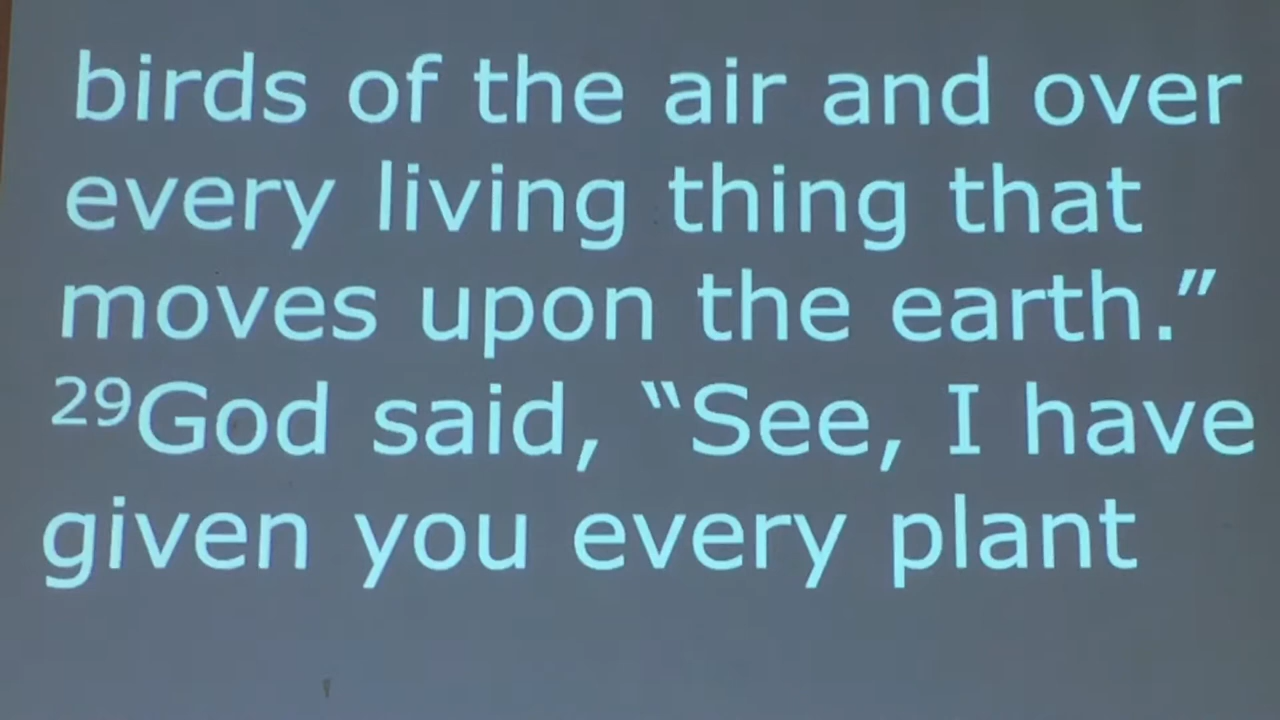 birds of the air and over
every living thing that
moves upon the earth.”
²⁹God said, “See, I have
given you every plant